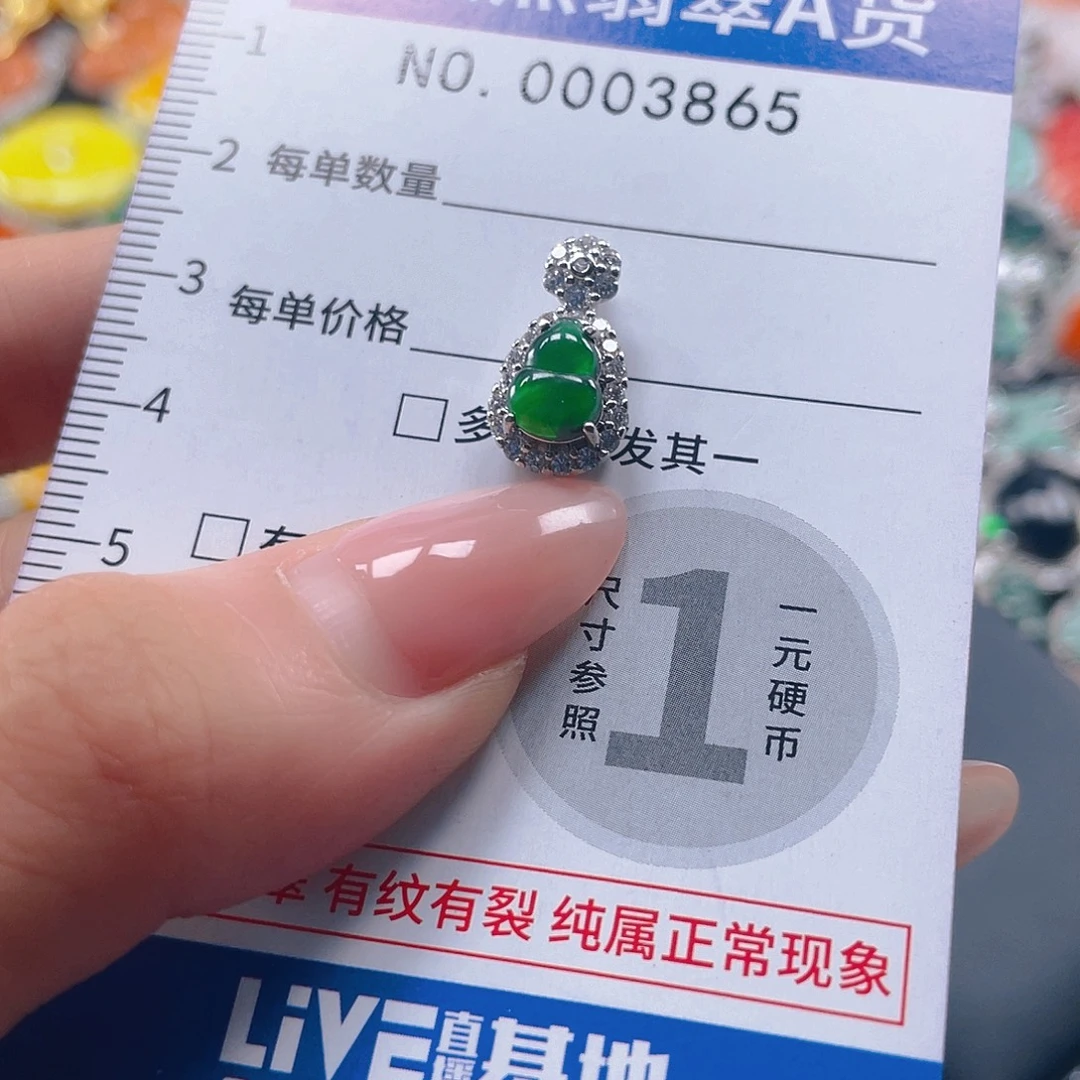 翡翠A货
NO. 0003865
1
2
每单数量
3
每单价格
4
多
发其一
5
尺寸参照
1
一元硬币
有纹有裂 纯属正常现象
LiVE 直播 基地